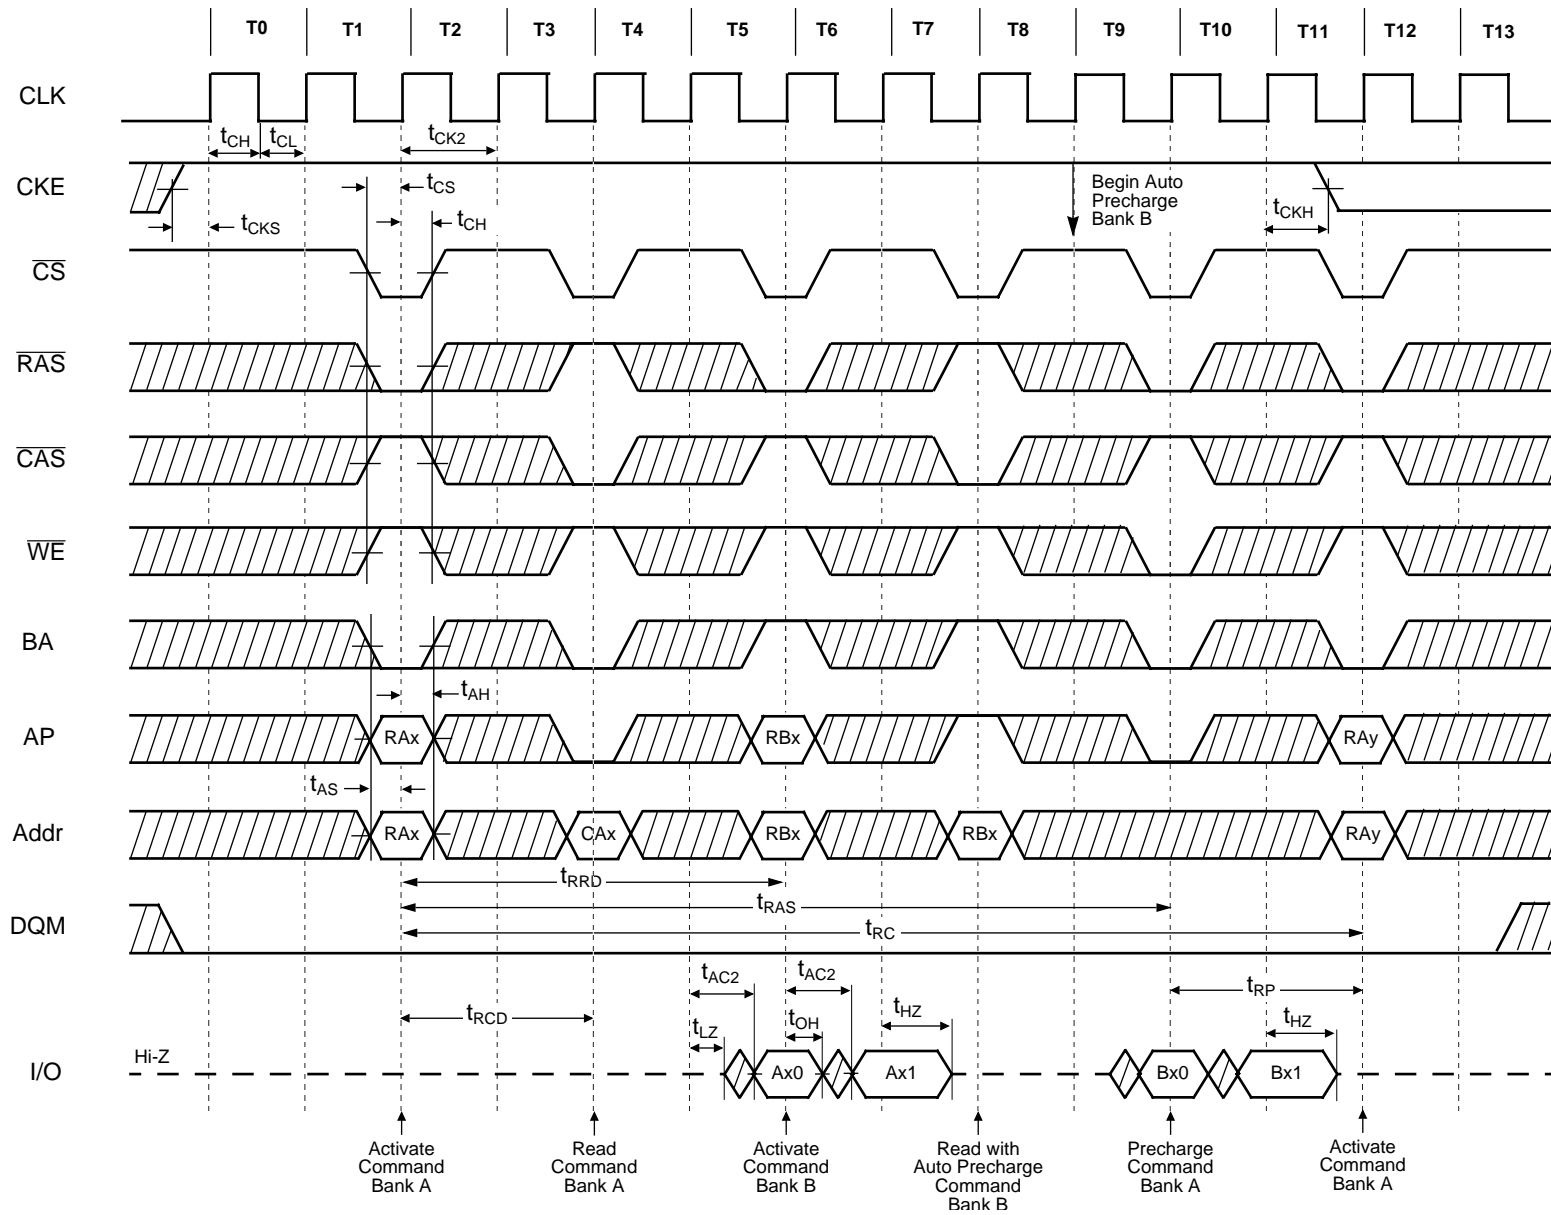 T0 T1 T2 T3 T4 T5 T6 T7 T8 T9 T10 T11 T12 T13
CLK
tCH tCL tCK2
CKE
tCS
Begin Auto
Precharge
Bank B
tCKH
tCKS
tCH
CS
RAS
CAS
WE
BA
tAH
AP
RAx RBx RAy
tAS
Addr
RAx CAx RBx RBx RAy
tRRD
tRAS
DQM
tRC
tAC2 tAC2
tRP
tRCD
tLZ tOH tHZ tHZ
Hi-Z
I/O
Ax0 Ax1 Bx0 Bx1
Activate
Command
Bank A
Read
Command
Bank A
Activate
Command
Bank B
Read with
Auto Precharge
Command
Bank B
Precharge
Command
Bank A
Activate
Command
Bank A